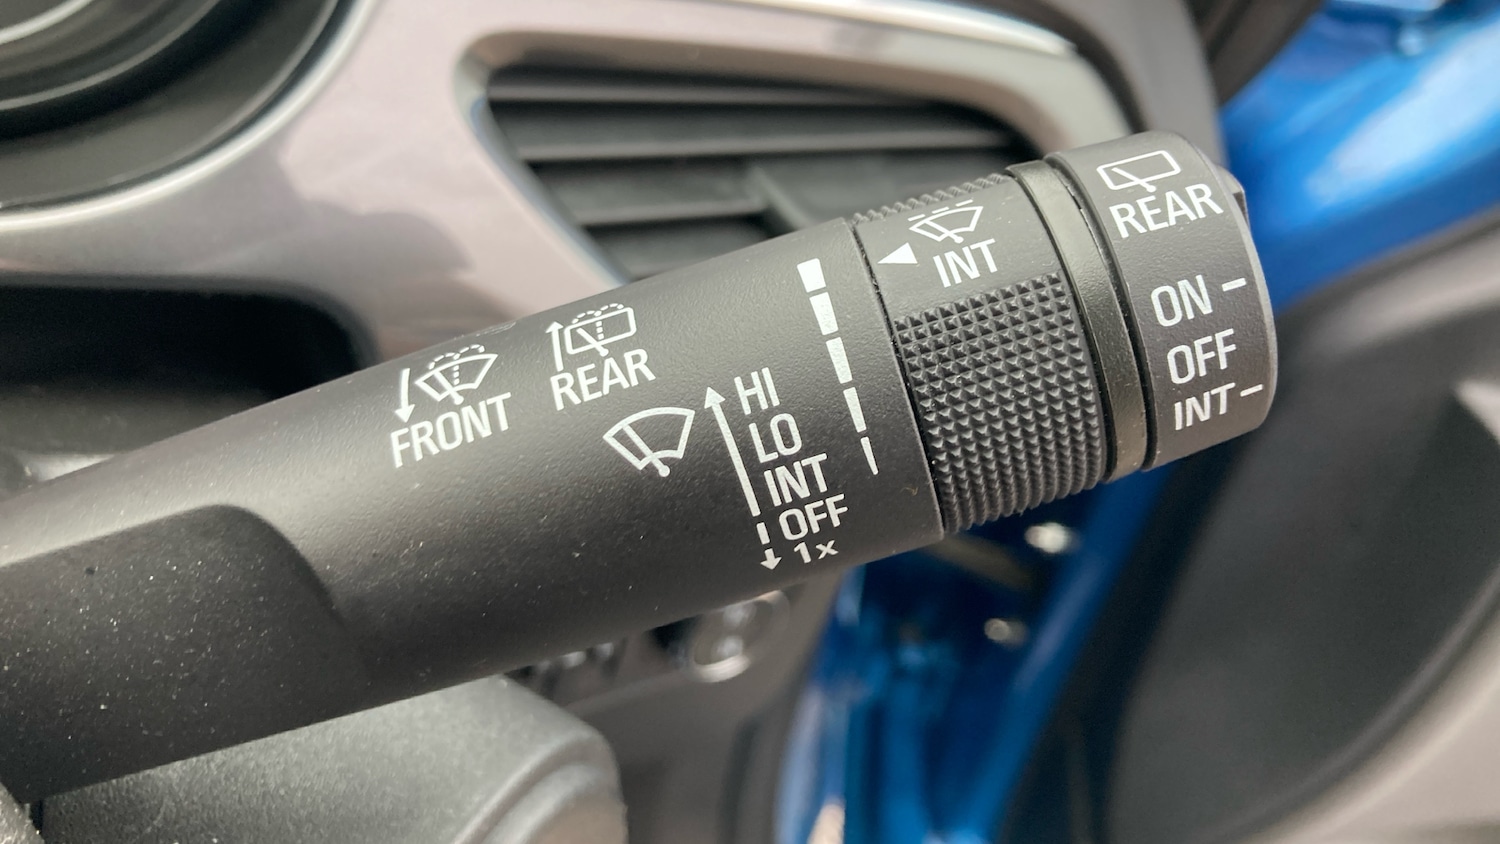 FRONT
REAR
HI
LO
INT
OFF
1x
INT
REAR
ON
OFF
INT